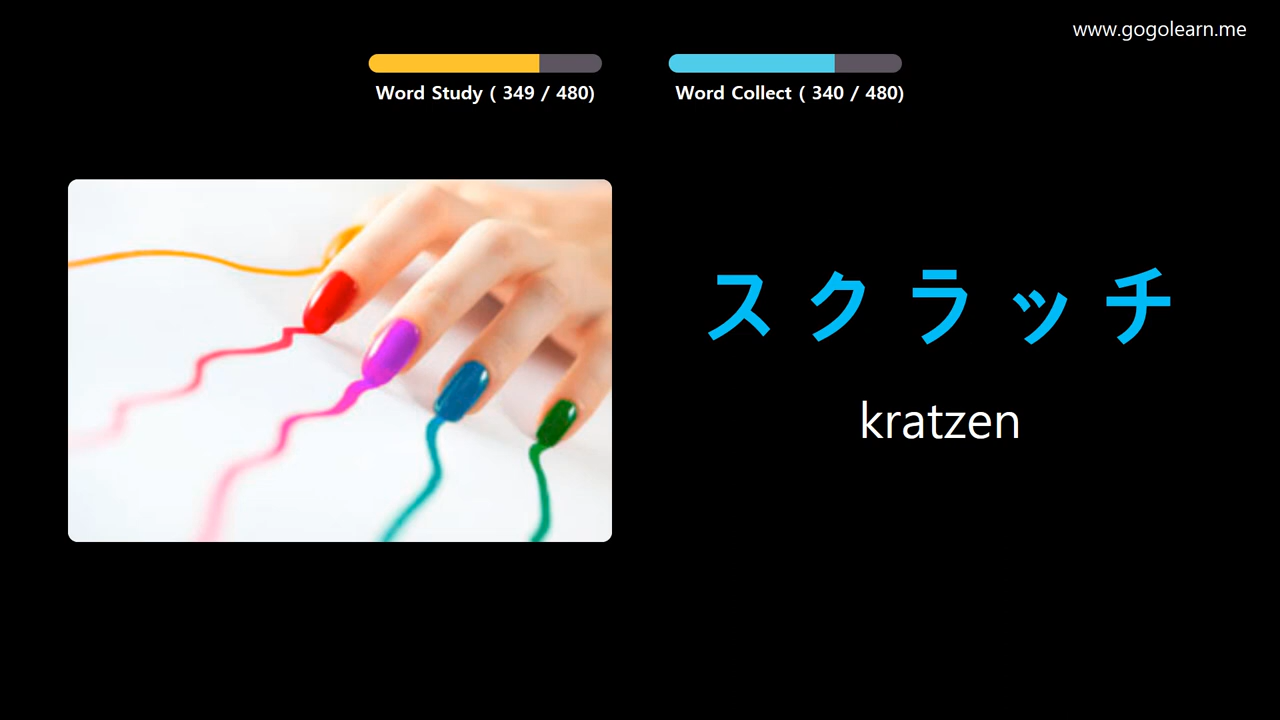 www.gogolearn.me
Word Study ( 349 / 480)
Word Collect ( 340 / 480)
スクラッチ
kratzen